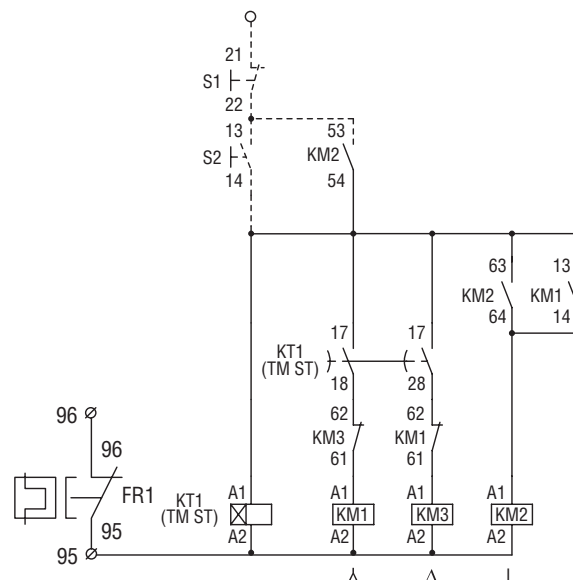 21
S1
22
13
53
S2
KM2
14
54
63
13
KM2
KM1
64
14
17
17
KT1
(TM ST)
18
28
62
62
KM3
KM1
61
61
96
96
FR1
95
95
KT1
(TM ST)
A1
A1
A1
A1
KM1
KM3
KM2
A2
A2
A2
A2